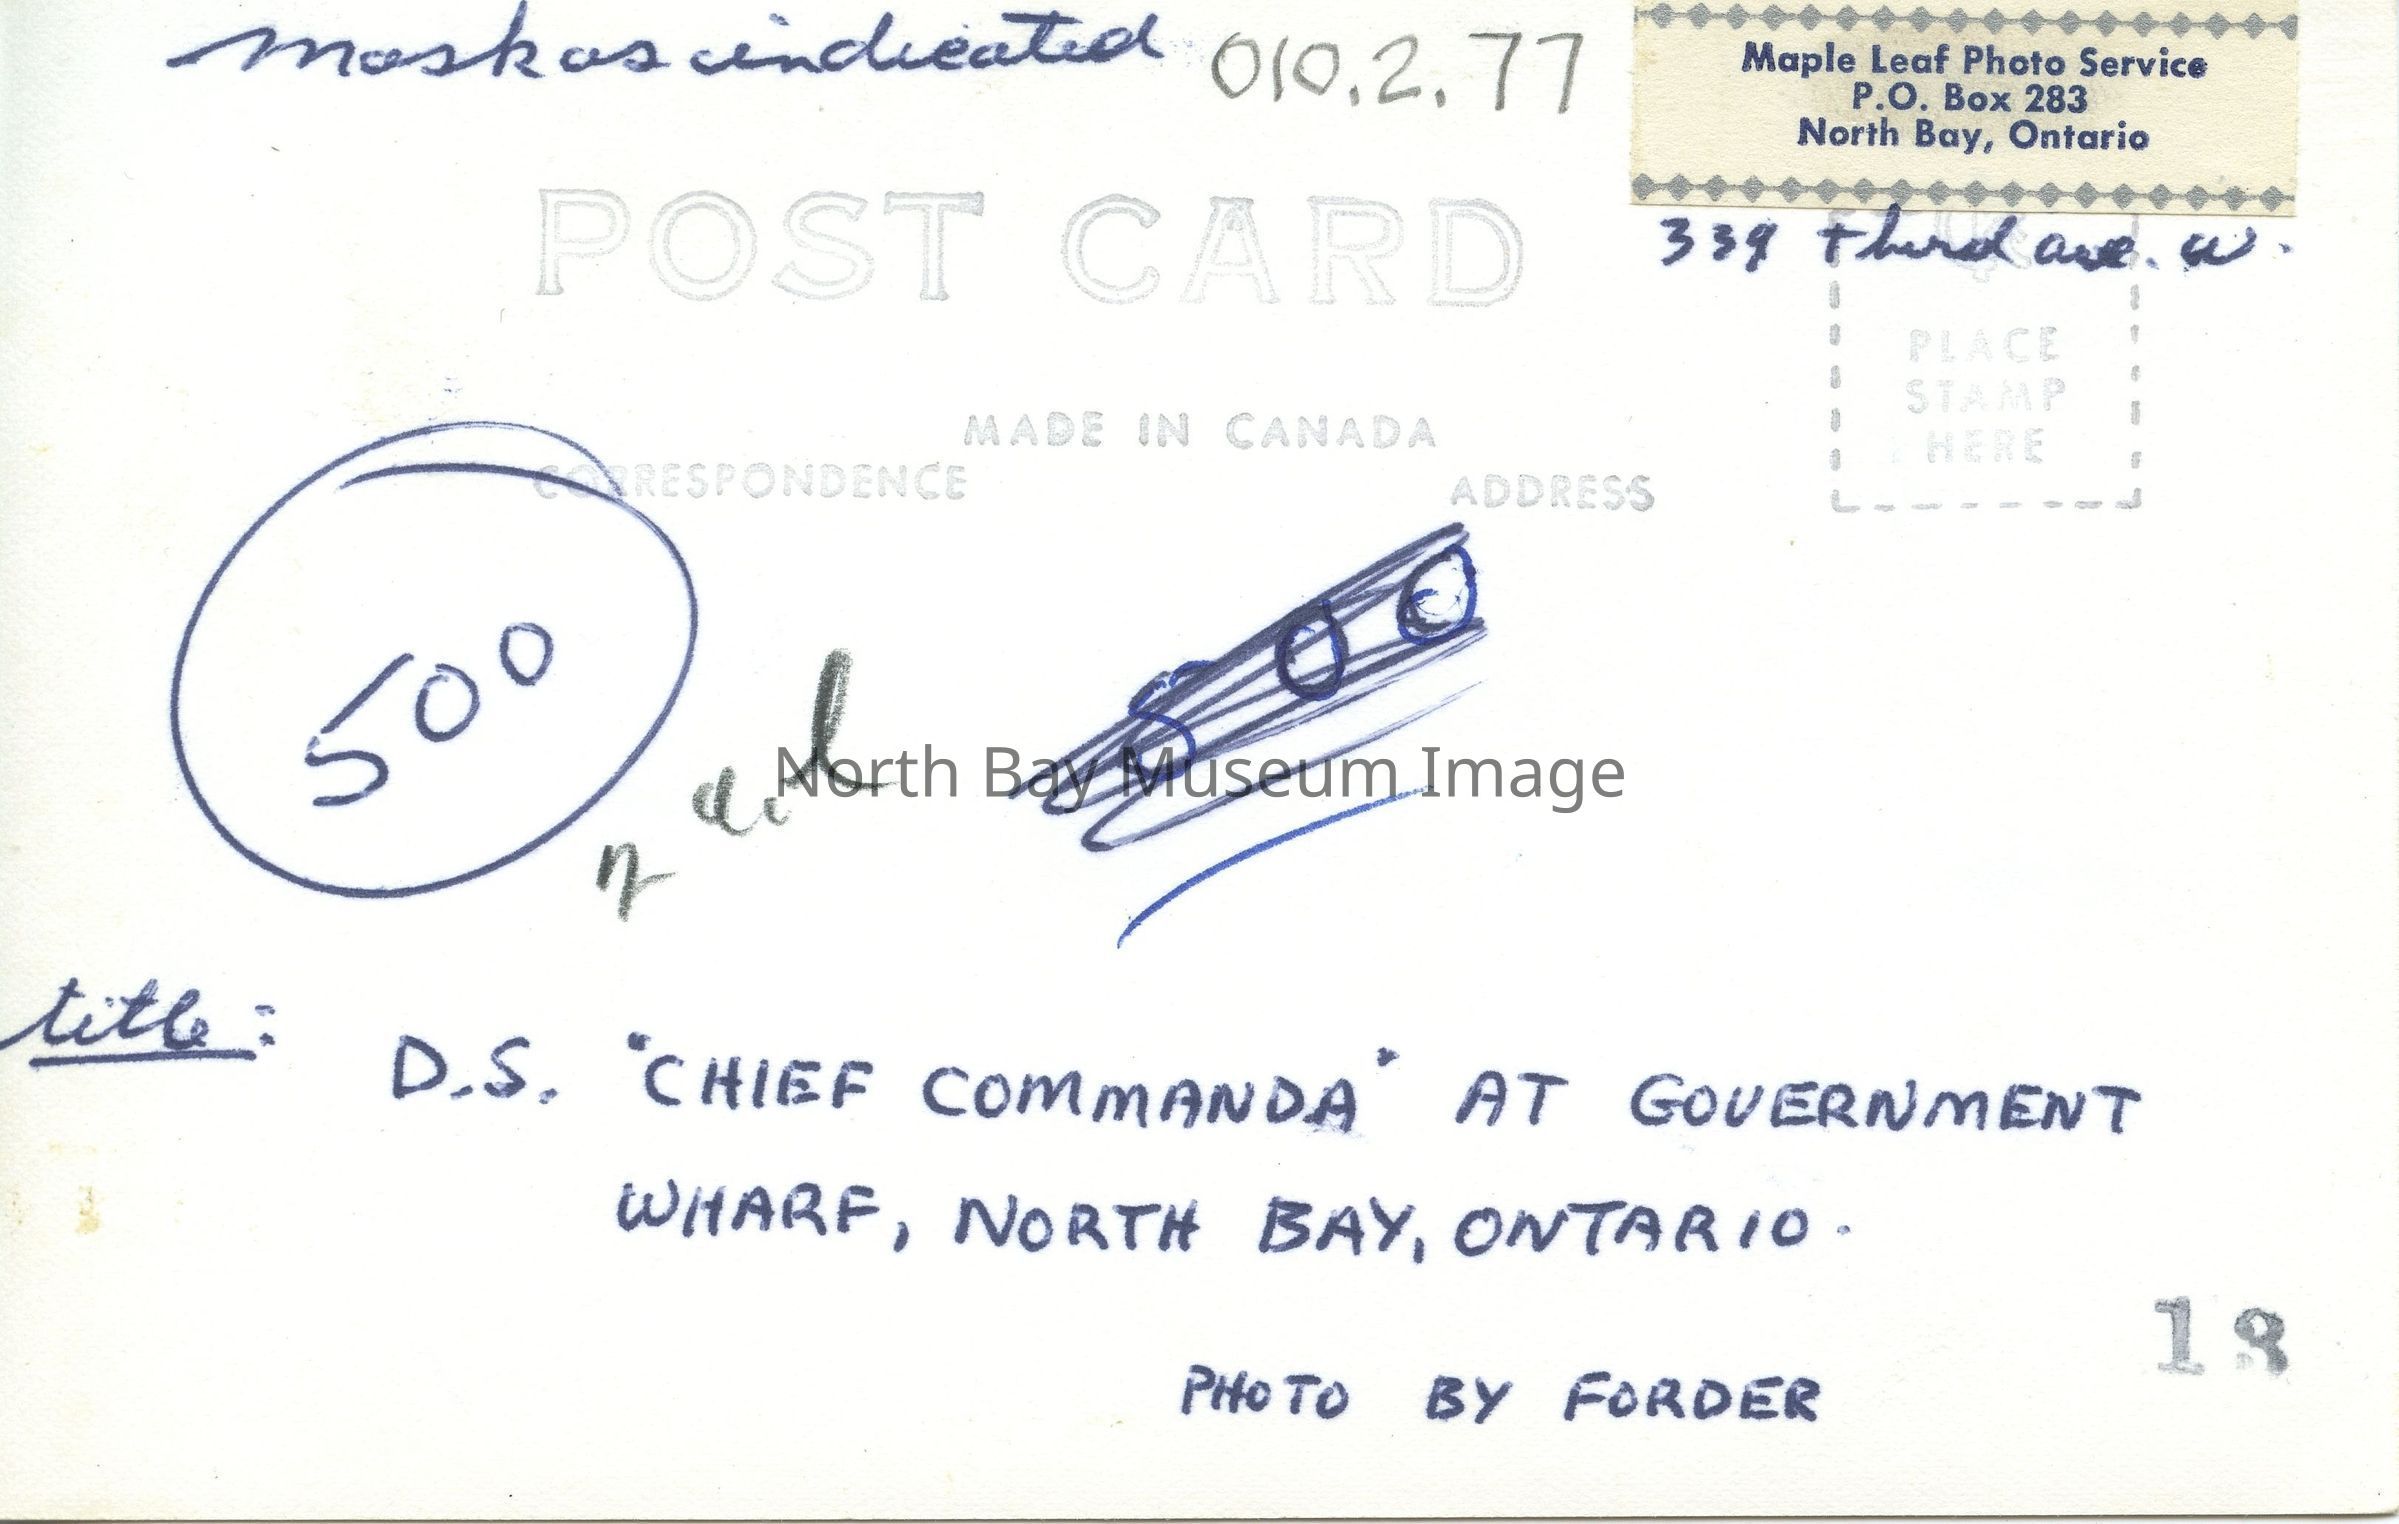 Mask as indicated 010.2.77
Maple Leaf Photo Service
P.O. Box 283
North Bay, Ontario
339 Third ave. W.
POST CARD
PLACE
STAMP
HERE
MADE IN CANADA
CORRESPONDENCE
ADDRESS
500
North Bay Museum Image
title:
D.S. "CHIEF COMMANDA" AT GOVERNMENT
WHARF, NORTH BAY, ONTARIO.
18
PHOTO BY FORDER